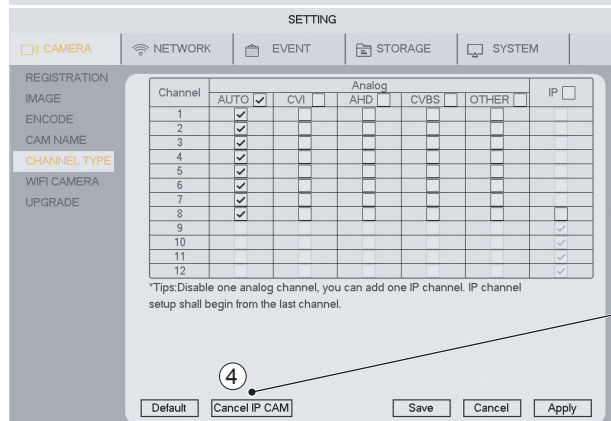 SETTING
CAMERA NETWORK EVENT STORAGE SYSTEM
REGISTRATION
IMAGE
ENCODE
CAM NAME
CHANNEL TYPE
WIFI CAMERA
UPGRADE
Channel Analog IP
AUTO CVI AHD CVBS OTHER
1
2
3
4
5
6
7
8
9
10
11
12
*Tips:Disable one analog channel, you can add one IP channel. IP channel
setup shall begin from the last channel.
4
Default Cancel IP CAM Save Cancel Apply